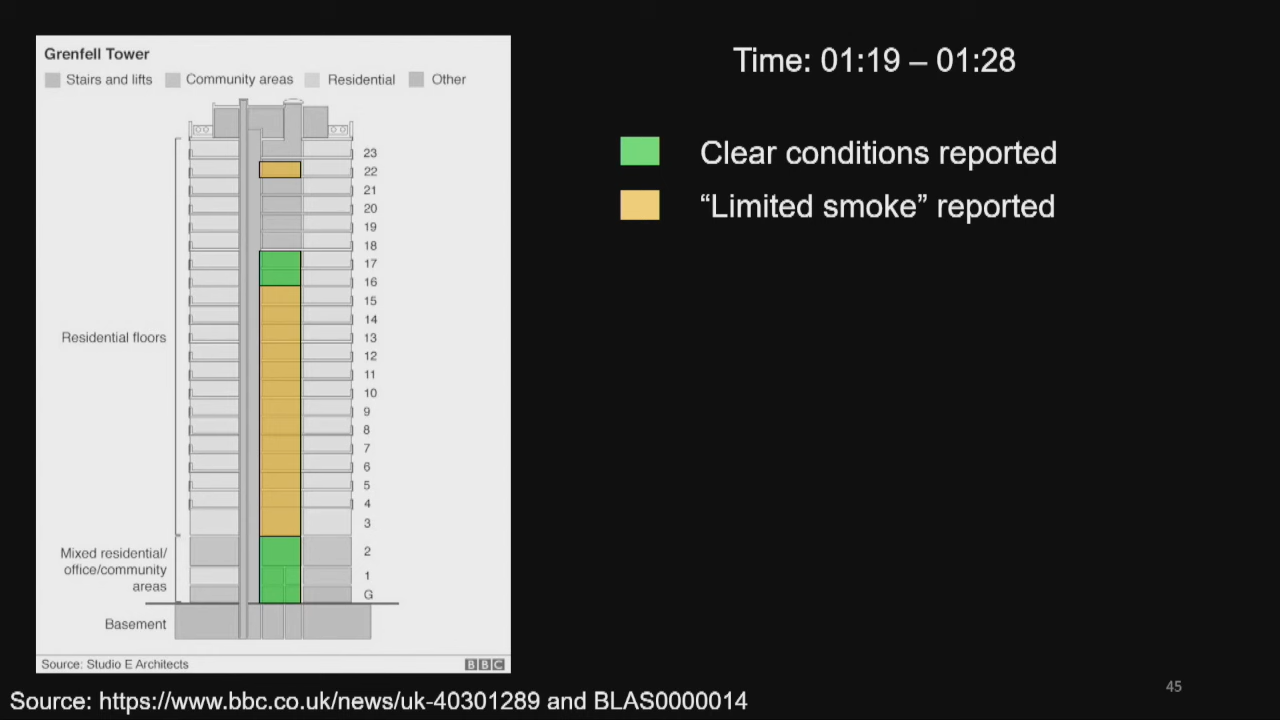 Grenfell Tower
Stairs and lifts
Community areas
Residential
Other
23
22
21
20
19
18
17
16
15
14
13
12
11
10
9
8
7
6
5
4
3
2
1
G
Residential floors
Mixed residential/
office/community
areas
Basement
Source: Studio E Architects
BBC
Time: 01:19 – 01:28
Clear conditions reported
“Limited smoke” reported
Source: https://www.bbc.co.uk/news/uk-40301289 and BLAS0000014
45